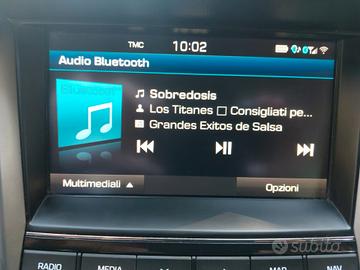 TMC 10:02
Audio Bluetooth
Bluetooth
Sobredosis
Los Titanes □ Consigliati pe...
Grandes Exitos de Salsa
Multimediali ▲
Opzioni
RADIO MEDIA MAP NAV
subito